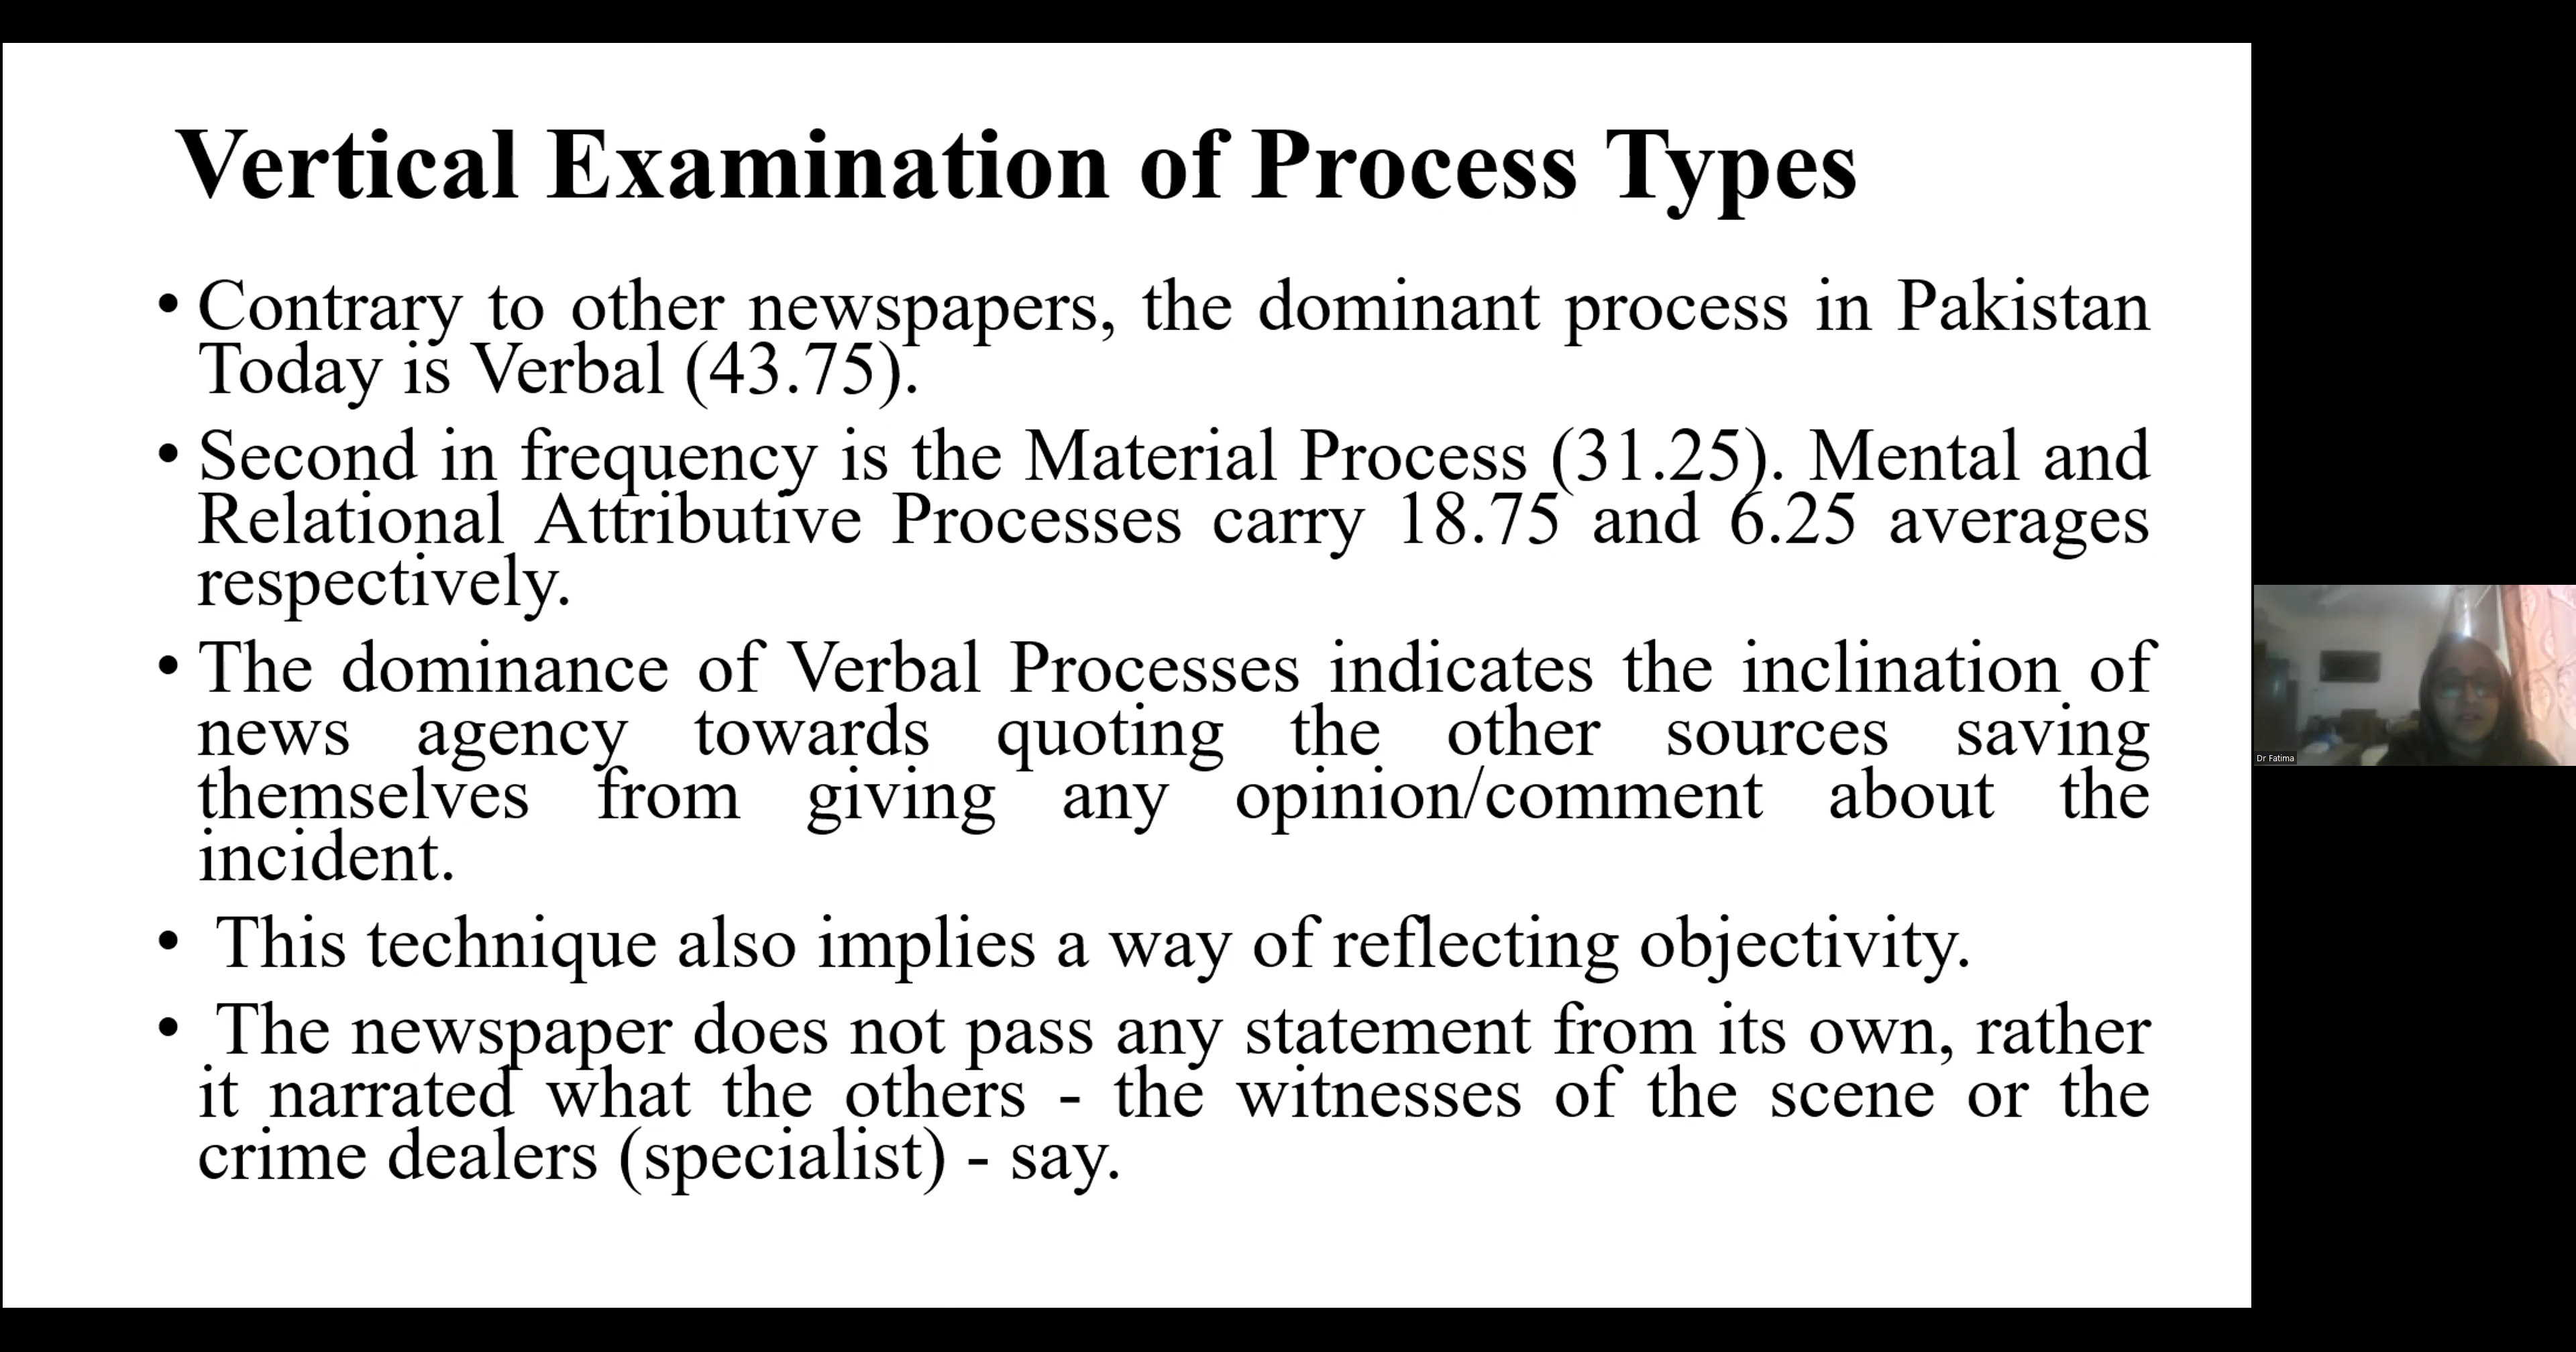 Vertical Examination of Process Types
• Contrary to other newspapers, the dominant process in Pakistan
Today is Verbal (43.75).
• Second in frequency is the Material Process (31.25). Mental and
Relational Attributive Processes carry 18.75 and 6.25 averages
respectively.
• The dominance of Verbal Processes indicates the inclination of
news agency towards quoting the other sources saving
themselves from giving any opinion/comment about the
incident.
• This technique also implies a way of reflecting objectivity.
• The newspaper does not pass any statement from its own, rather
it narrated what the others - the witnesses of the scene or the
crime dealers (specialist) - say.
Dr Fatima